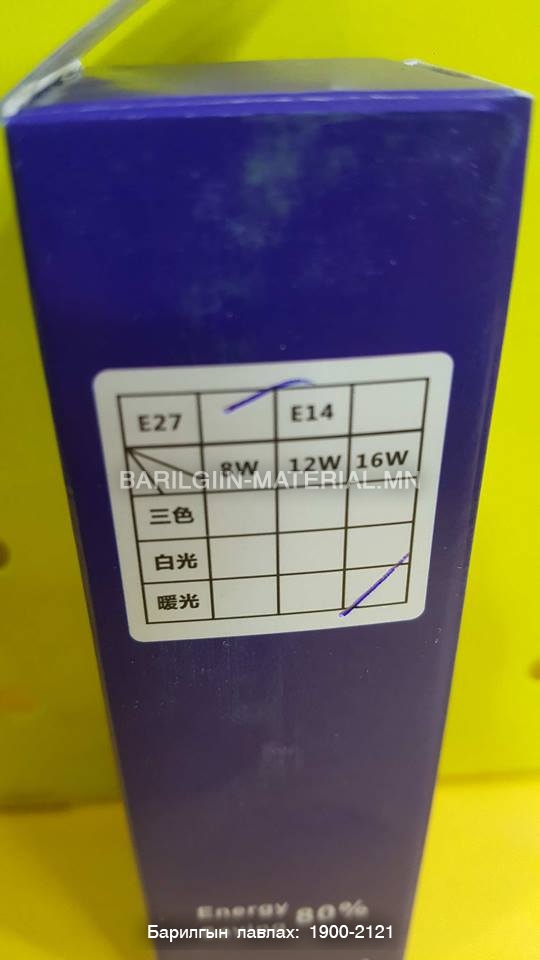 E27 E14
8W 12W 16W
BARILGIIN-MATERIAL.MN
三色
白光
暖光
Energy 80%
Барилгын лавлах: 1900-2121